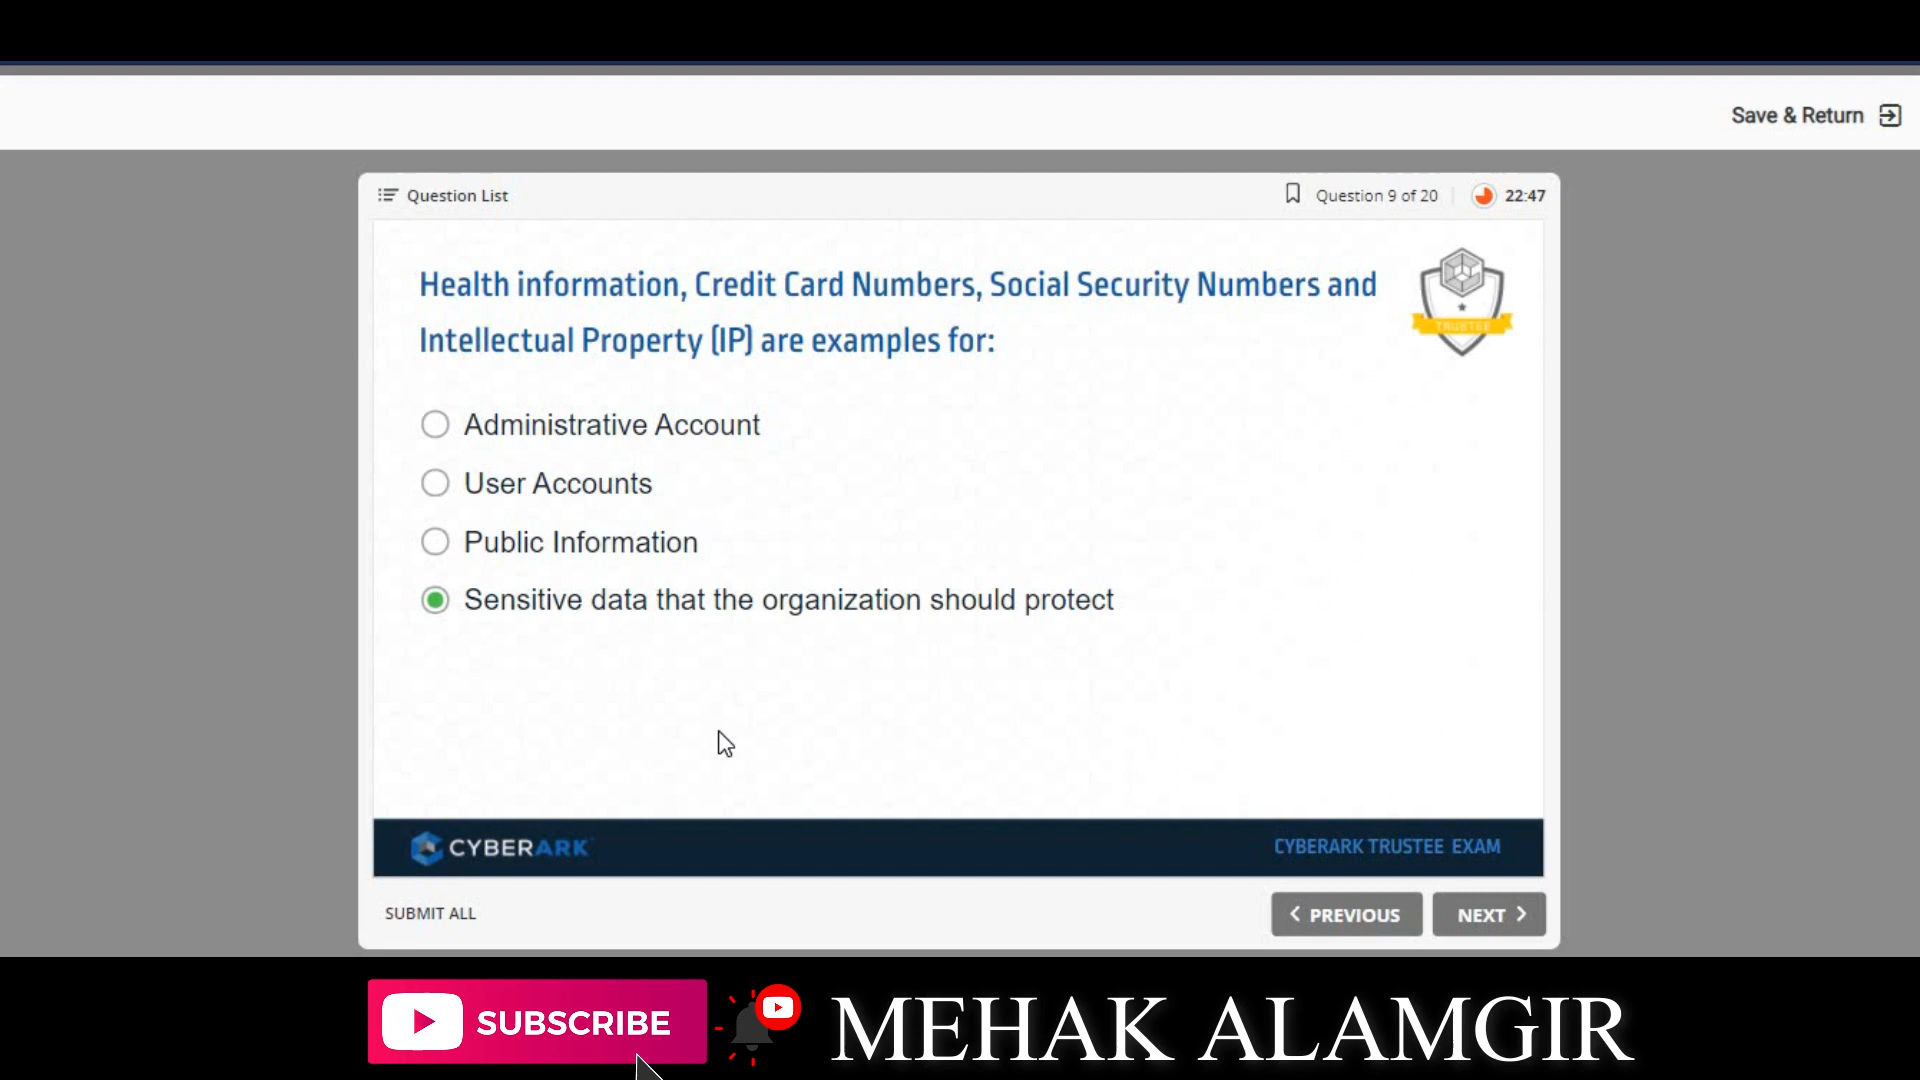 Save & Return
Question List
Question 9 of 20
22:47
Health information, Credit Card Numbers, Social Security Numbers and
Intellectual Property (IP) are examples for:
TRUSTEE
Administrative Account
User Accounts
Public Information
Sensitive data that the organization should protect
CYBERARK
CYBERARK TRUSTEE EXAM
SUBMIT ALL
PREVIOUS
NEXT
SUBSCRIBE
MEHAK ALAMGIR